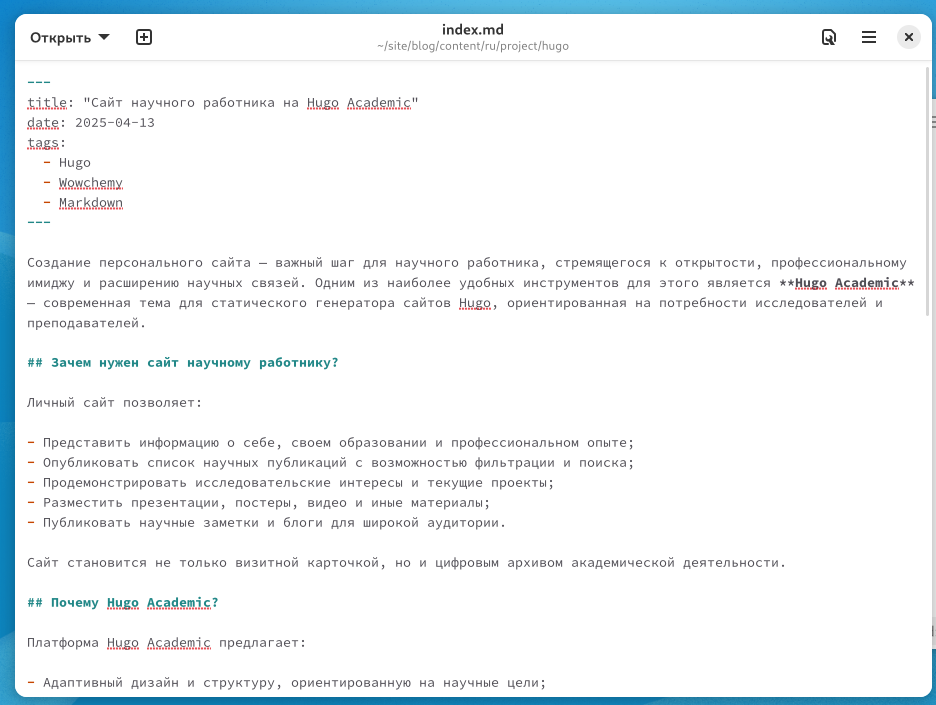 Открыть
index.md
~/site/blog/content/ru/project/hugo
---
title: "Сайт научного работника на Hugo Academic"
date: 2025-04-13
tags:
- Hugo
- Wowchemy
- Markdown
---
Создание персонального сайта — важный шаг для научного работника, стремящегося к открытости, профессиональному
имиджу и расширению научных связей. Одним из наиболее удобных инструментов для этого является **Hugo Academic**
— современная тема для статического генератора сайтов Hugo, ориентированная на потребности исследователей и
преподавателей.
## Зачем нужен сайт научному работнику?
Личный сайт позволяет:
- Представить информацию о себе, своем образовании и профессиональном опыте;
- Опубликовать список научных публикаций с возможностью фильтрации и поиска;
- Продемонстрировать исследовательские интересы и текущие проекты;
- Разместить презентации, постеры, видео и иные материалы;
- Публиковать научные заметки и блоги для широкой аудитории.
Сайт становится не только визитной карточкой, но и цифровым архивом академической деятельности.
## Почему Hugo Academic?
Платформа Hugo Academic предлагает:
- Адаптивный дизайн и структуру, ориентированную на научные цели;